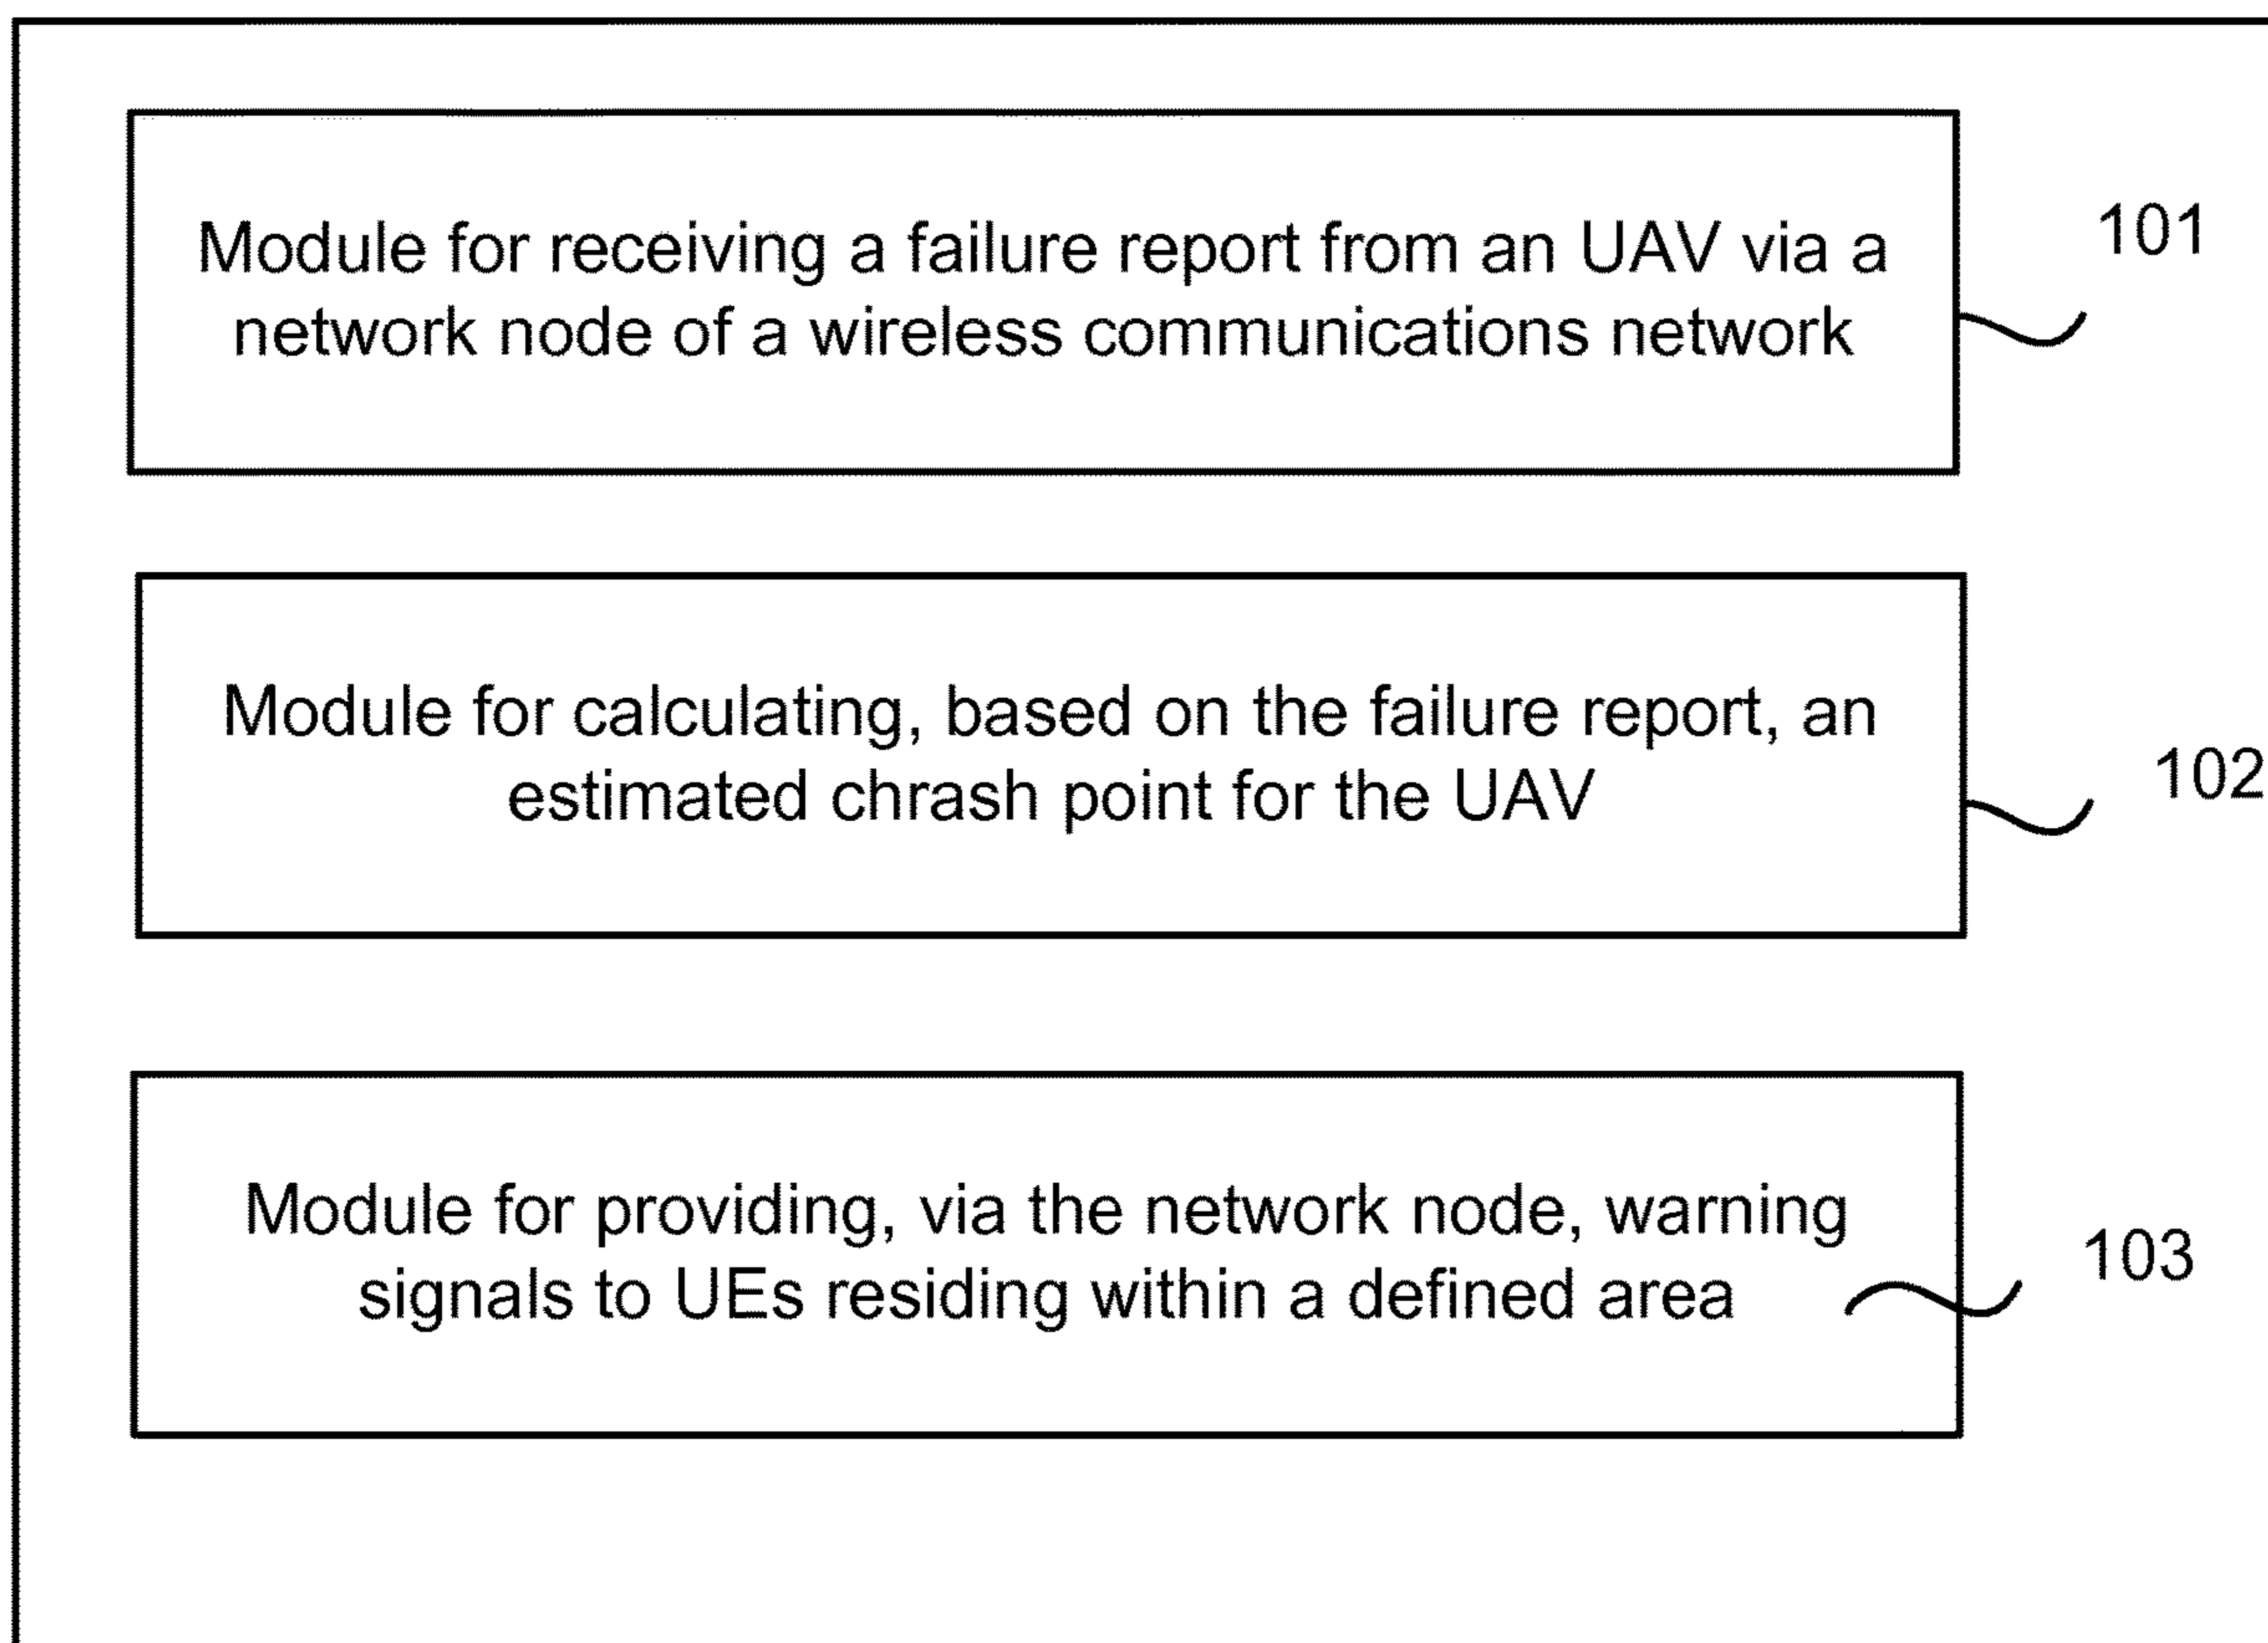 Module for receiving a failure report from an UAV via a
network node of a wireless communications network
101
Module for calculating, based on the failure report, an
estimated chrash point for the UAV
102
Module for providing, via the network node, warning
signals to UEs residing within a defined area
103